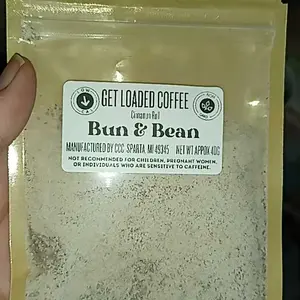 GET LOADED COFFEE
Cinnamon Roll
Bun & Bean
MANUFACTURED BY CCC SPARTA, MI 49345 NET WT APPOX 40G
NOT RECOMMENDED FOR CHILDREN, PREGNANT WOMEN,
OR INDIVIDUALS WHO ARE SENSITIVE TO CAFFEINE.